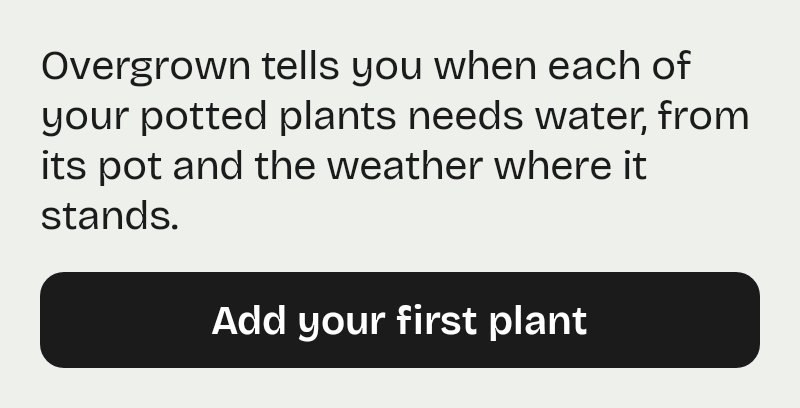 Overgrown tells you when each of
your potted plants needs water, from
its pot and the weather where it
stands.
Add your first plant